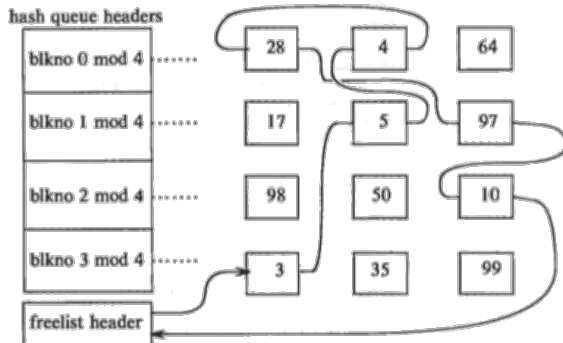 hash queue headers
blkno 0 mod 4 28 4 64
blkno 1 mod 4 17 5 97
blkno 2 mod 4 98 50 10
blkno 3 mod 4 3 35 99
freelist header